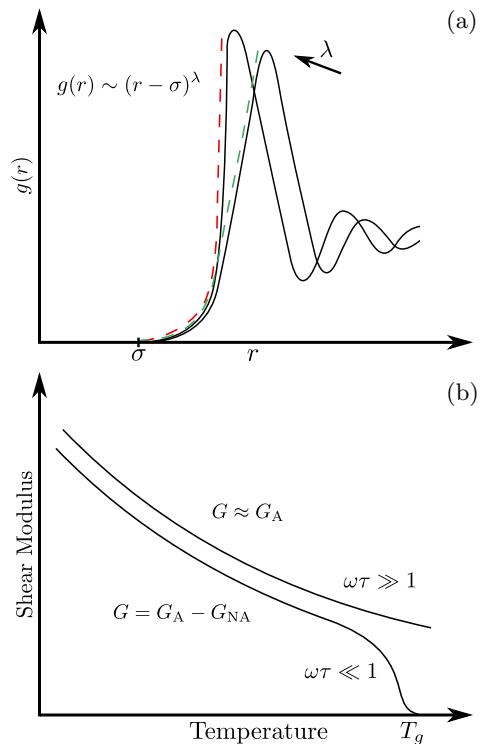 (a)
λ
g(r) ∼ (r − σ)^λ
g(r)
σ
r
(b)
G ≈ G_A
ωτ ≫ 1
G = G_A − G_NA
ωτ ≪ 1
Shear Modulus
Temperature
T_g